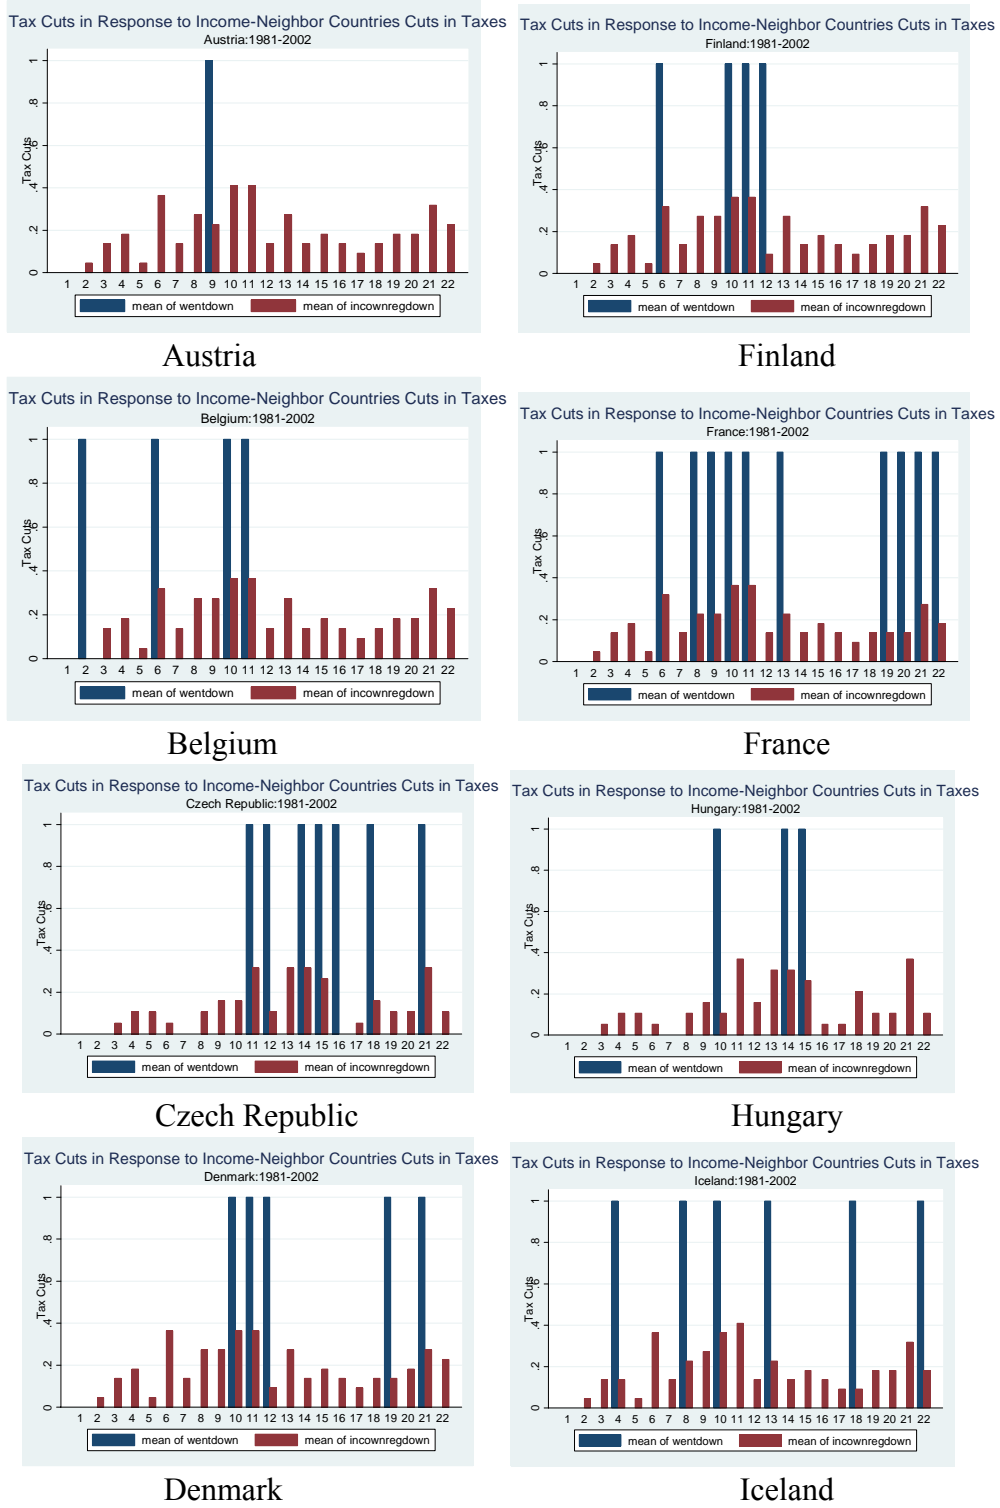 Tax Cuts in Response to Income-Neighbor Countries Cuts in Taxes
Austria:1981-2002
Tax Cuts
0 .2 .4 .6 .8 1
1 2 3 4 5 6 7 8 9 10 11 12 13 14 15 16 17 18 19 20 21 22
mean of wentdown mean of incownregdown
Austria
Tax Cuts in Response to Income-Neighbor Countries Cuts in Taxes
Finland:1981-2002
Tax Cuts
0 .2 .4 .6 .8 1
1 2 3 4 5 6 7 8 9 10 11 12 13 14 15 16 17 18 19 20 21 22
mean of wentdown mean of incownregdown
Finland
Tax Cuts in Response to Income-Neighbor Countries Cuts in Taxes
Belgium:1981-2002
Tax Cuts
0 .2 .4 .6 .8 1
1 2 3 4 5 6 7 8 9 10 11 12 13 14 15 16 17 18 19 20 21 22
mean of wentdown mean of incownregdown
Belgium
Tax Cuts in Response to Income-Neighbor Countries Cuts in Taxes
France:1981-2002
Tax Cuts
0 .2 .4 .6 .8 1
1 2 3 4 5 6 7 8 9 10 11 12 13 14 15 16 17 18 19 20 21 22
mean of wentdown mean of incownregdown
France
Tax Cuts in Response to Income-Neighbor Countries Cuts in Taxes
Czech Republic:1981-2002
Tax Cuts
0 .2 .4 .6 .8 1
1 2 3 4 5 6 7 8 9 10 11 12 13 14 15 16 17 18 19 20 21 22
mean of wentdown mean of incownregdown
Czech Republic
Tax Cuts in Response to Income-Neighbor Countries Cuts in Taxes
Hungary:1981-2002
Tax Cuts
0 .2 .4 .6 .8 1
1 2 3 4 5 6 7 8 9 10 11 12 13 14 15 16 17 18 19 20 21 22
mean of wentdown mean of incownregdown
Hungary
Tax Cuts in Response to Income-Neighbor Countries Cuts in Taxes
Denmark:1981-2002
Tax Cuts
0 .2 .4 .6 .8 1
1 2 3 4 5 6 7 8 9 10 11 12 13 14 15 16 17 18 19 20 21 22
mean of wentdown mean of incownregdown
Denmark
Tax Cuts in Response to Income-Neighbor Countries Cuts in Taxes
Iceland:1981-2002
Tax Cuts
0 .2 .4 .6 .8 1
1 2 3 4 5 6 7 8 9 10 11 12 13 14 15 16 17 18 19 20 21 22
mean of wentdown mean of incownregdown
Iceland